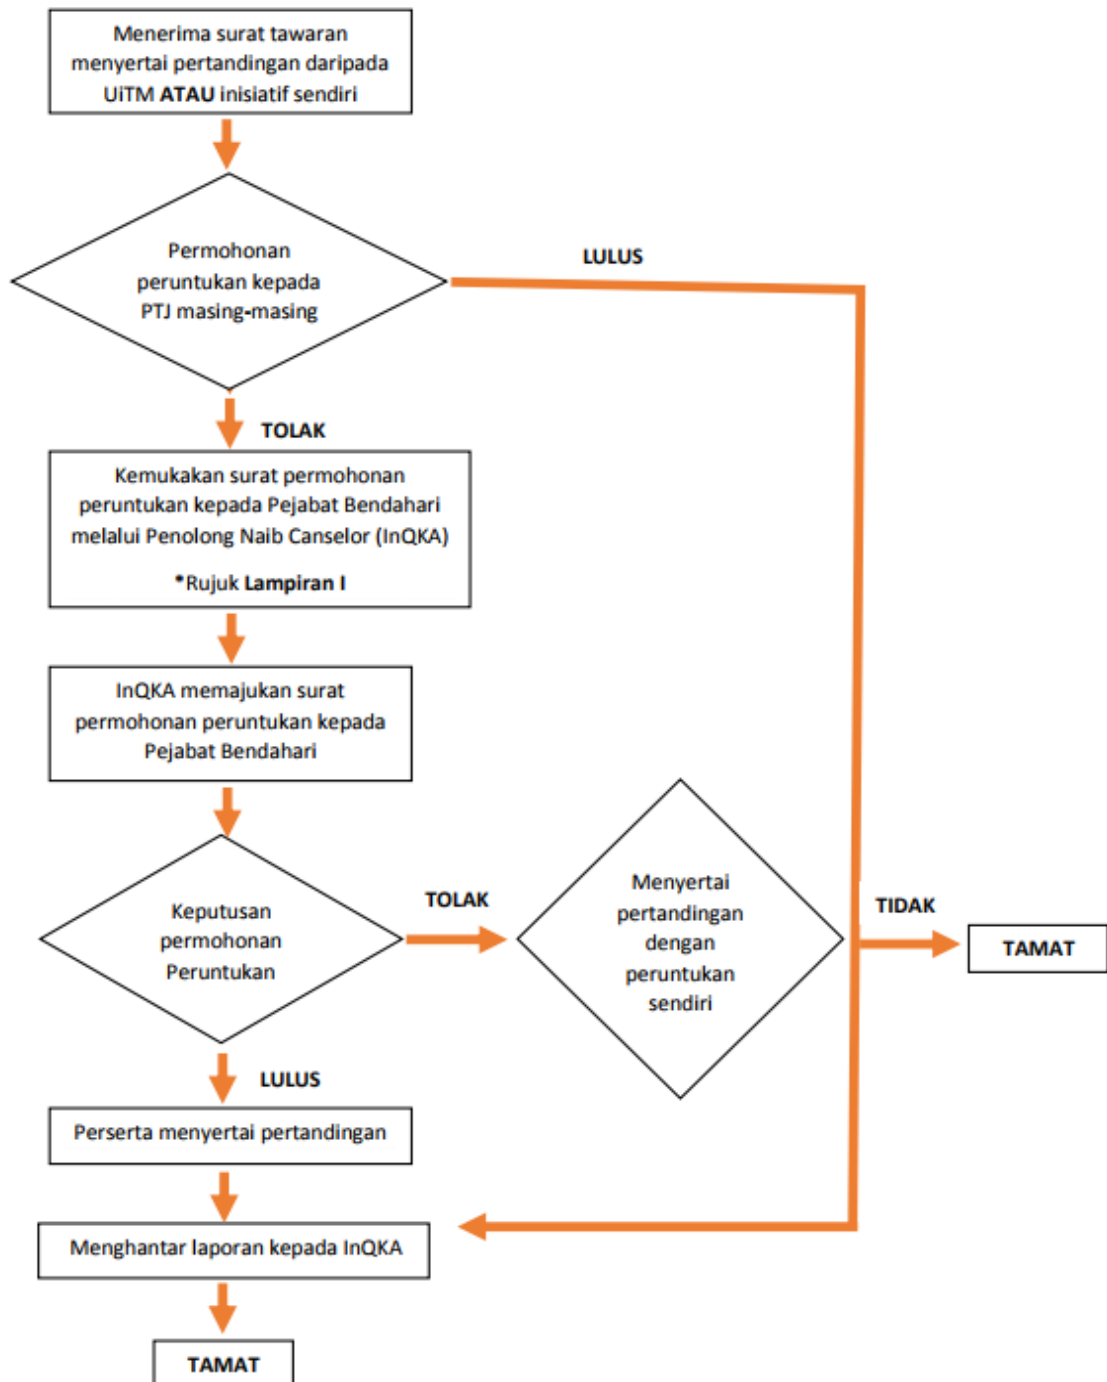 Menerima surat tawaran
menyertai pertandingan daripada
UiTM ATAU inisiatif sendiri
Permohonan
peruntukan kepada
PTJ masing-masing
LULUS
TOLAK
Kemukakan surat permohonan
peruntukan kepada Pejabat Bendahari
melalui Penolong Naib Canselor (InQKA)
*Rujuk Lampiran I
InQKA memajukan surat
permohonan peruntukan kepada
Pejabat Bendahari
Keputusan
permohonan
Peruntukan
TOLAK
Menyertai
pertandingan
dengan
peruntukan
sendiri
TIDAK
TAMAT
LULUS
Perserta menyertai pertandingan
Menghantar laporan kepada InQKA
TAMAT